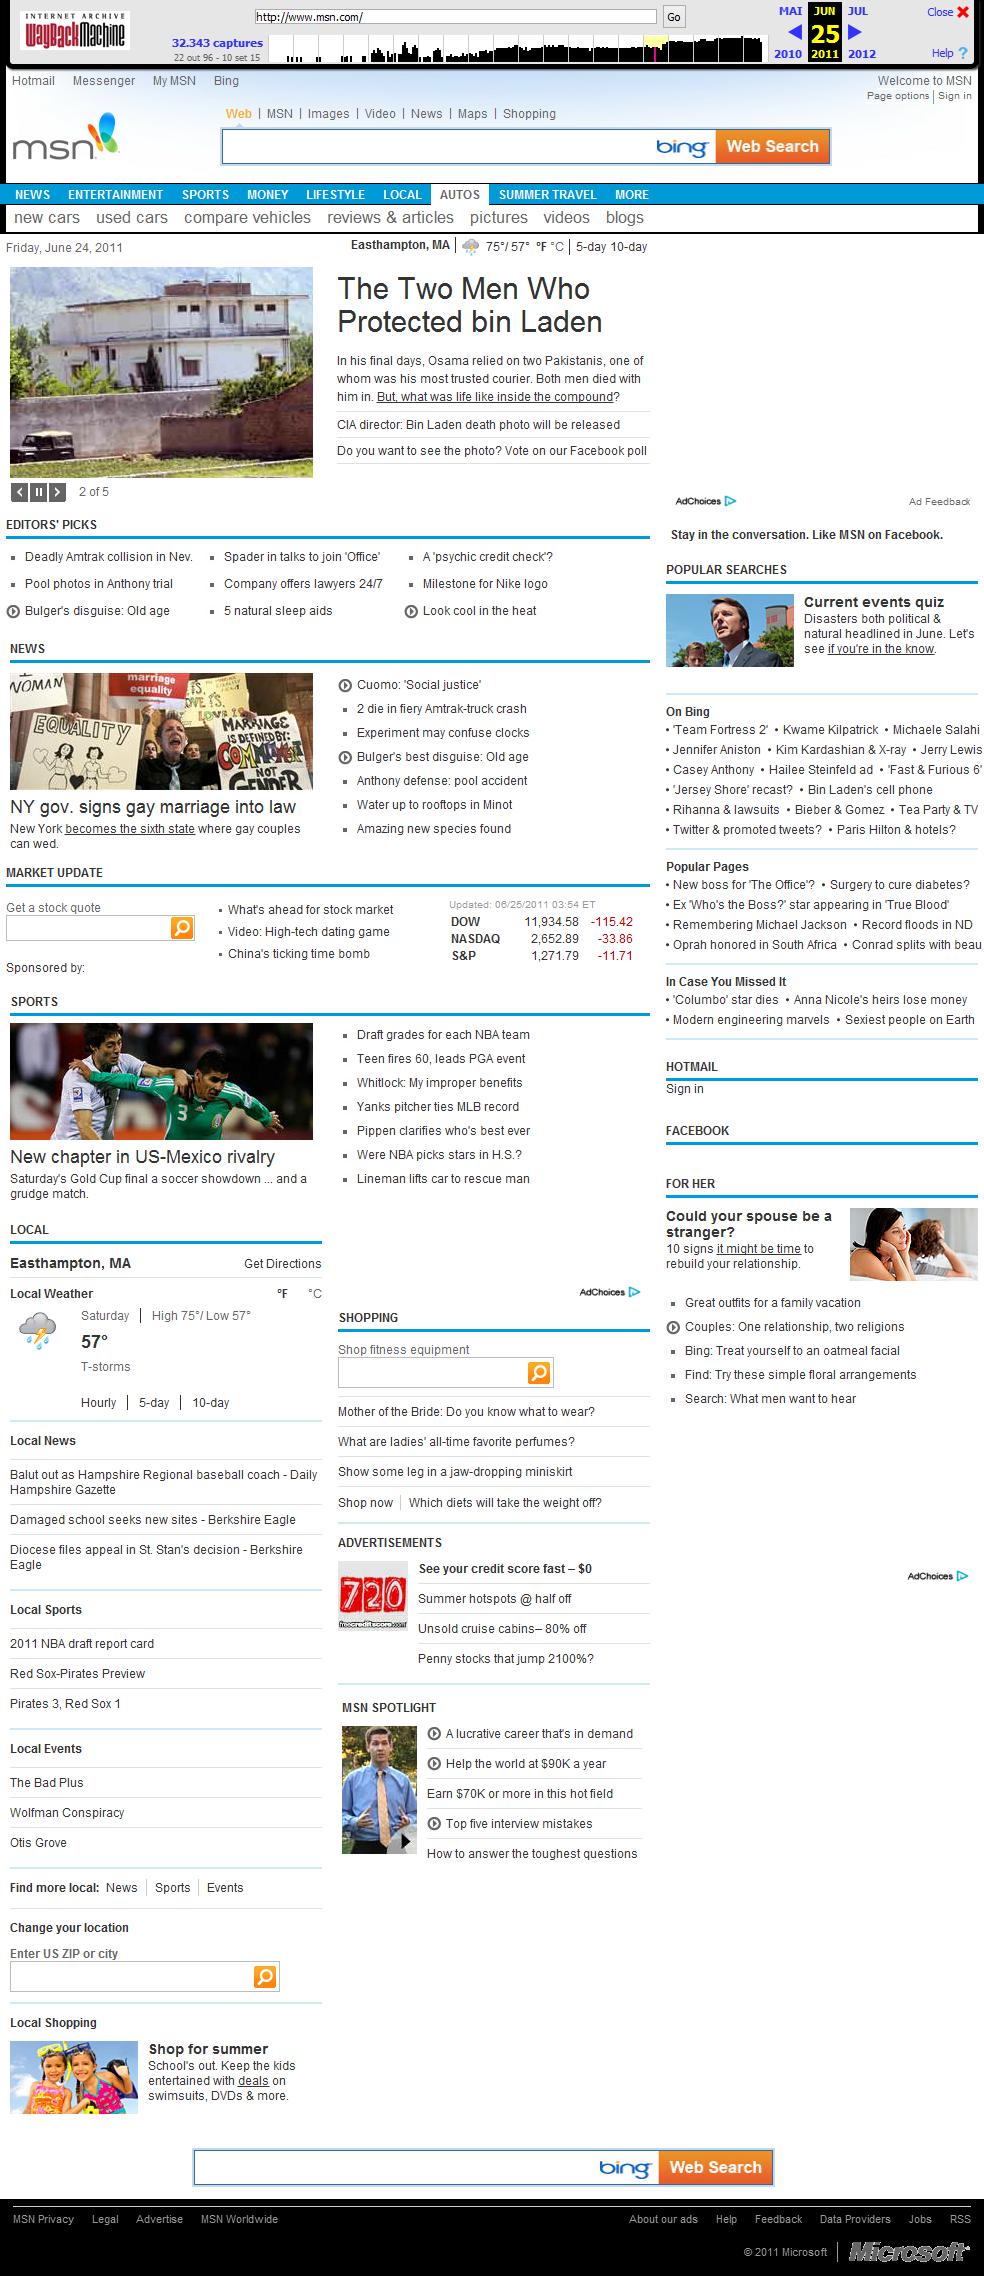 INTERNET ARCHIVE
WayBackMachine
http://www.msn.com/
Go
32.343 captures
22 out 96 - 10 set 15
MAI JUN JUL
25
2010 2011 2012
Close
Help ?
Hotmail Messenger My MSN Bing
Welcome to MSN
Page options | Sign in
msn
Web | MSN | Images | Video | News | Maps | Shopping
bing Web Search
NEWS ENTERTAINMENT SPORTS MONEY LIFESTYLE LOCAL AUTOS SUMMER TRAVEL MORE
new cars used cars compare vehicles reviews & articles pictures videos blogs
Friday, June 24, 2011
Easthampton, MA | 75°/ 57° °F °C | 5-day 10-day
The Two Men Who
Protected bin Laden
In his final days, Osama relied on two Pakistanis, one of
whom was his most trusted courier. Both men died with
him in. But, what was life like inside the compound?
CIA director: Bin Laden death photo will be released
Do you want to see the photo? Vote on our Facebook poll
2 of 5
AdChoices
Ad Feedback
EDITORS' PICKS
Deadly Amtrak collision in Nev.
Spader in talks to join 'Office'
A 'psychic credit check'?
Pool photos in Anthony trial
Company offers lawyers 24/7
Milestone for Nike logo
Bulger's disguise: Old age
5 natural sleep aids
Look cool in the heat
NEWS
WOMAN
marriage
equality
EQUALITY
MARRIAGE
IS DEFINED BY:
COMMITMENT
NOT
GENDER
NY gov. signs gay marriage into law
New York becomes the sixth state where gay couples
can wed.
Cuomo: 'Social justice'
2 die in fiery Amtrak-truck crash
Experiment may confuse clocks
Bulger's best disguise: Old age
Anthony defense: pool accident
Water up to rooftops in Minot
Amazing new species found
MARKET UPDATE
Get a stock quote
Sponsored by:
What's ahead for stock market
Video: High-tech dating game
China's ticking time bomb
Updated: 06/25/2011 03:54 ET
DOW 11,934.58 -115.42
NASDAQ 2,652.89 -33.86
S&P 1,271.79 -11.71
SPORTS
3
New chapter in US-Mexico rivalry
Saturday's Gold Cup final a soccer showdown ... and a
grudge match.
Draft grades for each NBA team
Teen fires 60, leads PGA event
Whitlock: My improper benefits
Yanks pitcher ties MLB record
Pippen clarifies who's best ever
Were NBA picks stars in H.S.?
Lineman lifts car to rescue man
LOCAL
Easthampton, MA Get Directions
Local Weather °F °C
Saturday | High 75°/ Low 57°
57°
T-storms
Hourly | 5-day | 10-day
Local News
Balut out as Hampshire Regional baseball coach - Daily
Hampshire Gazette
Damaged school seeks new sites - Berkshire Eagle
Diocese files appeal in St. Stan's decision - Berkshire
Eagle
Local Sports
2011 NBA draft report card
Red Sox-Pirates Preview
Pirates 3, Red Sox 1
Local Events
The Bad Plus
Wolfman Conspiracy
Otis Grove
Find more local: News | Sports | Events
Change your location
Enter US ZIP or city
Local Shopping
Shop for summer
School's out. Keep the kids
entertained with deals on
swimsuits, DVDs & more.
AdChoices
SHOPPING
Shop fitness equipment
Mother of the Bride: Do you know what to wear?
What are ladies' all-time favorite perfumes?
Show some leg in a jaw-dropping miniskirt
Shop now | Which diets will take the weight off?
ADVERTISEMENTS
720
freecreditscore.com
See your credit score fast – $0
Summer hotspots @ half off
Unsold cruise cabins– 80% off
Penny stocks that jump 2100%?
MSN SPOTLIGHT
A lucrative career that's in demand
Help the world at $90K a year
Earn $70K or more in this hot field
Top five interview mistakes
How to answer the toughest questions
Stay in the conversation. Like MSN on Facebook.
POPULAR SEARCHES
Current events quiz
Disasters both political &
natural headlined in June. Let's
see if you're in the know.
On Bing
• 'Team Fortress 2' • Kwame Kilpatrick • Michaele Salahi
• Jennifer Aniston • Kim Kardashian & X-ray • Jerry Lewis
• Casey Anthony • Hailee Steinfeld ad • 'Fast & Furious 6'
• 'Jersey Shore' recast? • Bin Laden's cell phone
• Rihanna & lawsuits • Bieber & Gomez • Tea Party & TV
• Twitter & promoted tweets? • Paris Hilton & hotels?
Popular Pages
• New boss for 'The Office'? • Surgery to cure diabetes?
• Ex 'Who's the Boss?' star appearing in 'True Blood'
• Remembering Michael Jackson • Record floods in ND
• Oprah honored in South Africa • Conrad splits with beau
In Case You Missed It
• 'Columbo' star dies • Anna Nicole's heirs lose money
• Modern engineering marvels • Sexiest people on Earth
HOTMAIL
Sign in
FACEBOOK
FOR HER
Could your spouse be a
stranger?
10 signs it might be time to
rebuild your relationship.
Great outfits for a family vacation
Couples: One relationship, two religions
Bing: Treat yourself to an oatmeal facial
Find: Try these simple floral arrangements
Search: What men want to hear
AdChoices
bing Web Search
MSN Privacy Legal Advertise MSN Worldwide
About our ads Help Feedback Data Providers Jobs RSS
© 2011 Microsoft | Microsoft